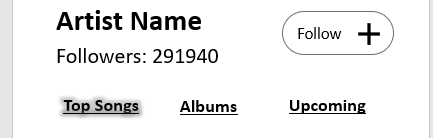 Artist Name
Follow +
Followers: 291940
Top Songs Albums Upcoming